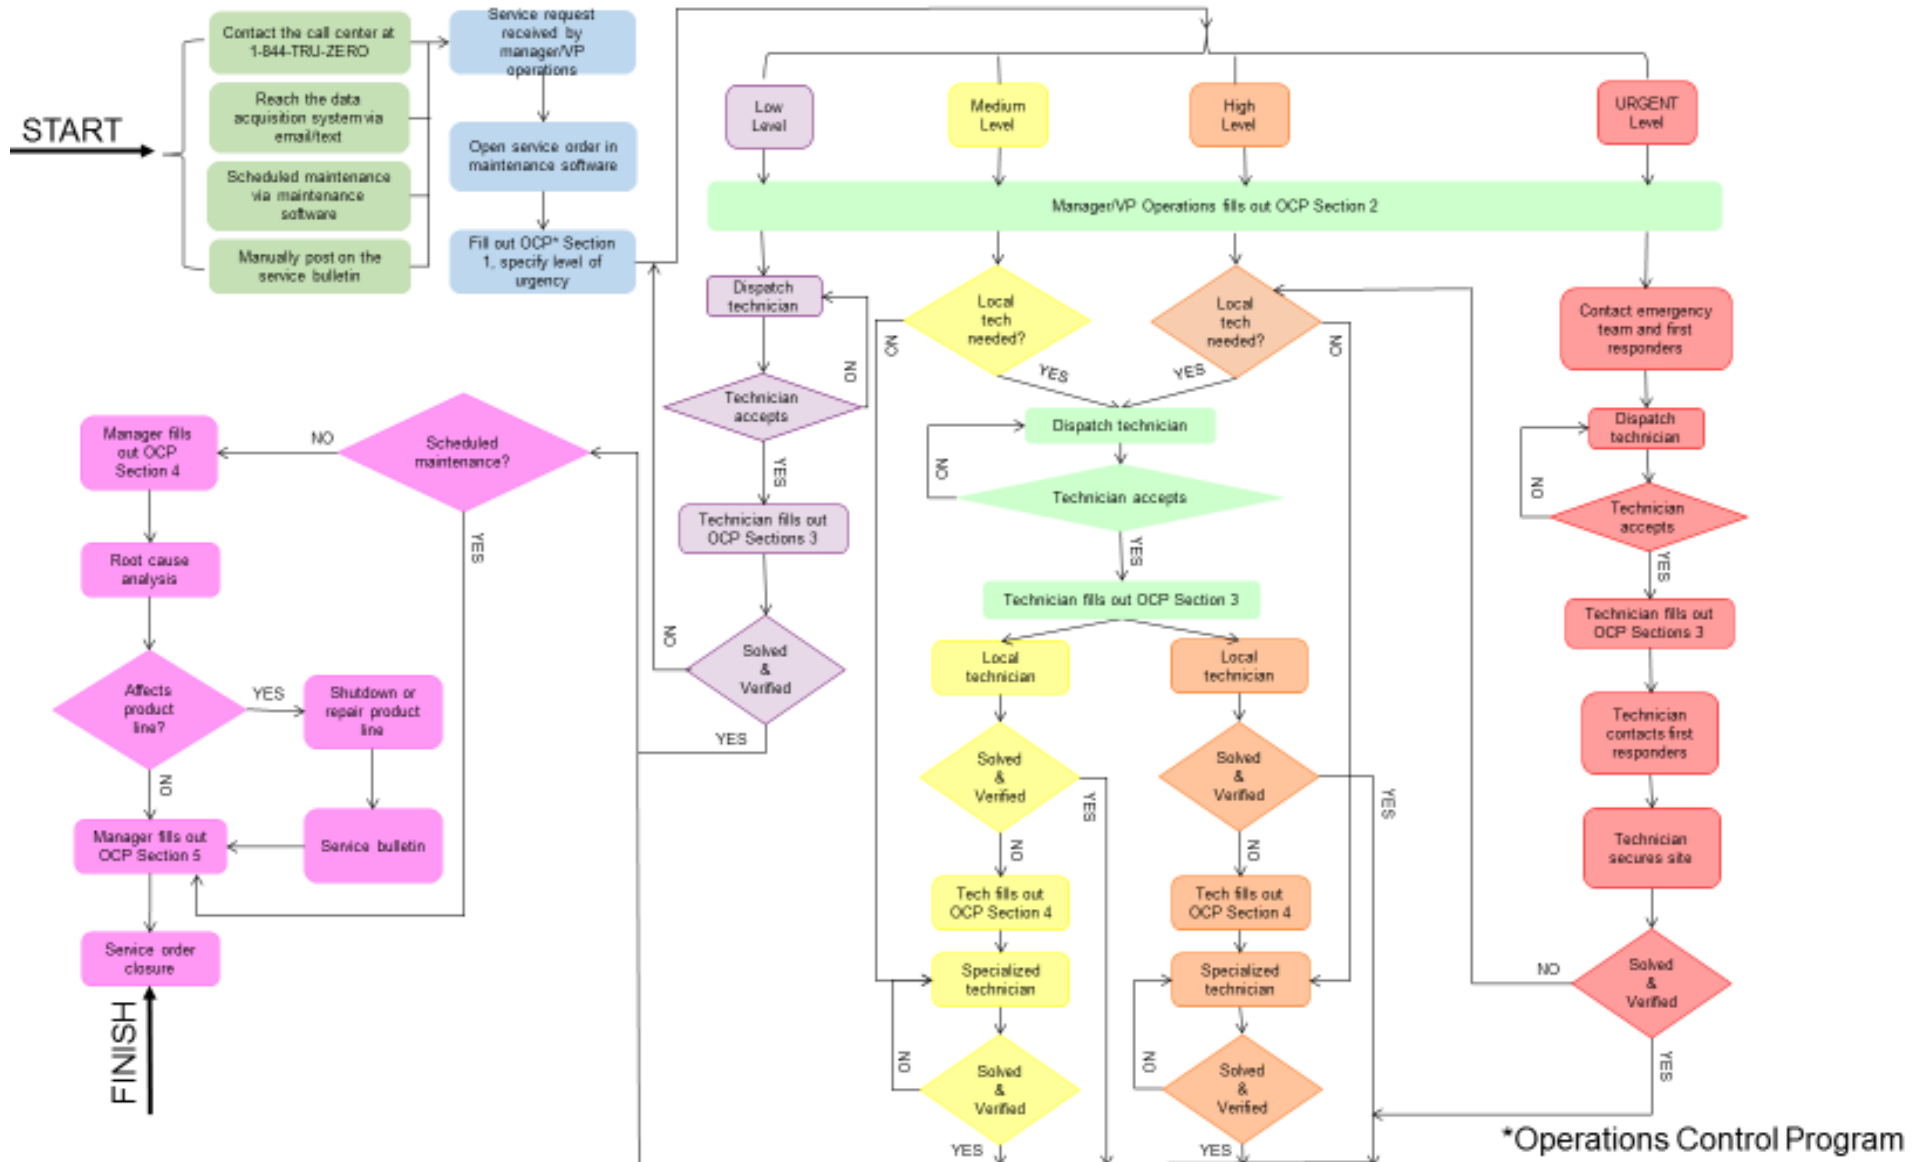 START
Contact the call center at
1-844-TRU-ZERO
Reach the data
acquisition system via
email/text
Scheduled maintenance
via maintenance
software
Manually post on the
service bulletin
Service request
received by
manager/VP
operations
Open service order in
maintenance software
Fill out OCP* Section
1, specify level of
urgency
Low
Level
Medium
Level
High
Level
URGENT
Level
Manager/VP Operations fills out OCP Section 2
Dispatch
technician
NO
Technician
accepts
YES
Technician fills out
OCP Sections 3
NO
Solved
&
Verified
YES
Local
tech
needed?
NO
YES
Local
tech
needed?
NO
YES
Dispatch technician
NO
Technician accepts
YES
Technician fills out OCP Section 3
Local
technician
Solved
&
Verified
YES
NO
Tech fills out
OCP Section 4
Specialized
technician
NO
Solved
&
Verified
YES
Local
technician
Solved
&
Verified
YES
NO
Tech fills out
OCP Section 4
Specialized
technician
NO
Solved
&
Verified
YES
Contact emergency
team and first
responders
Dispatch
technician
NO
Technician
accepts
YES
Technician fills out
OCP Sections 3
Technician
contacts first
responders
Technician
secures site
NO
Solved
&
Verified
YES
Scheduled
maintenance?
NO
YES
Manager fills
out OCP
Section 4
Root cause
analysis
Affects
product
line?
YES
NO
Shutdown or
repair product
line
Service bulletin
Manager fills out
OCP Section 5
Service order
closure
FINISH
*Operations Control Program